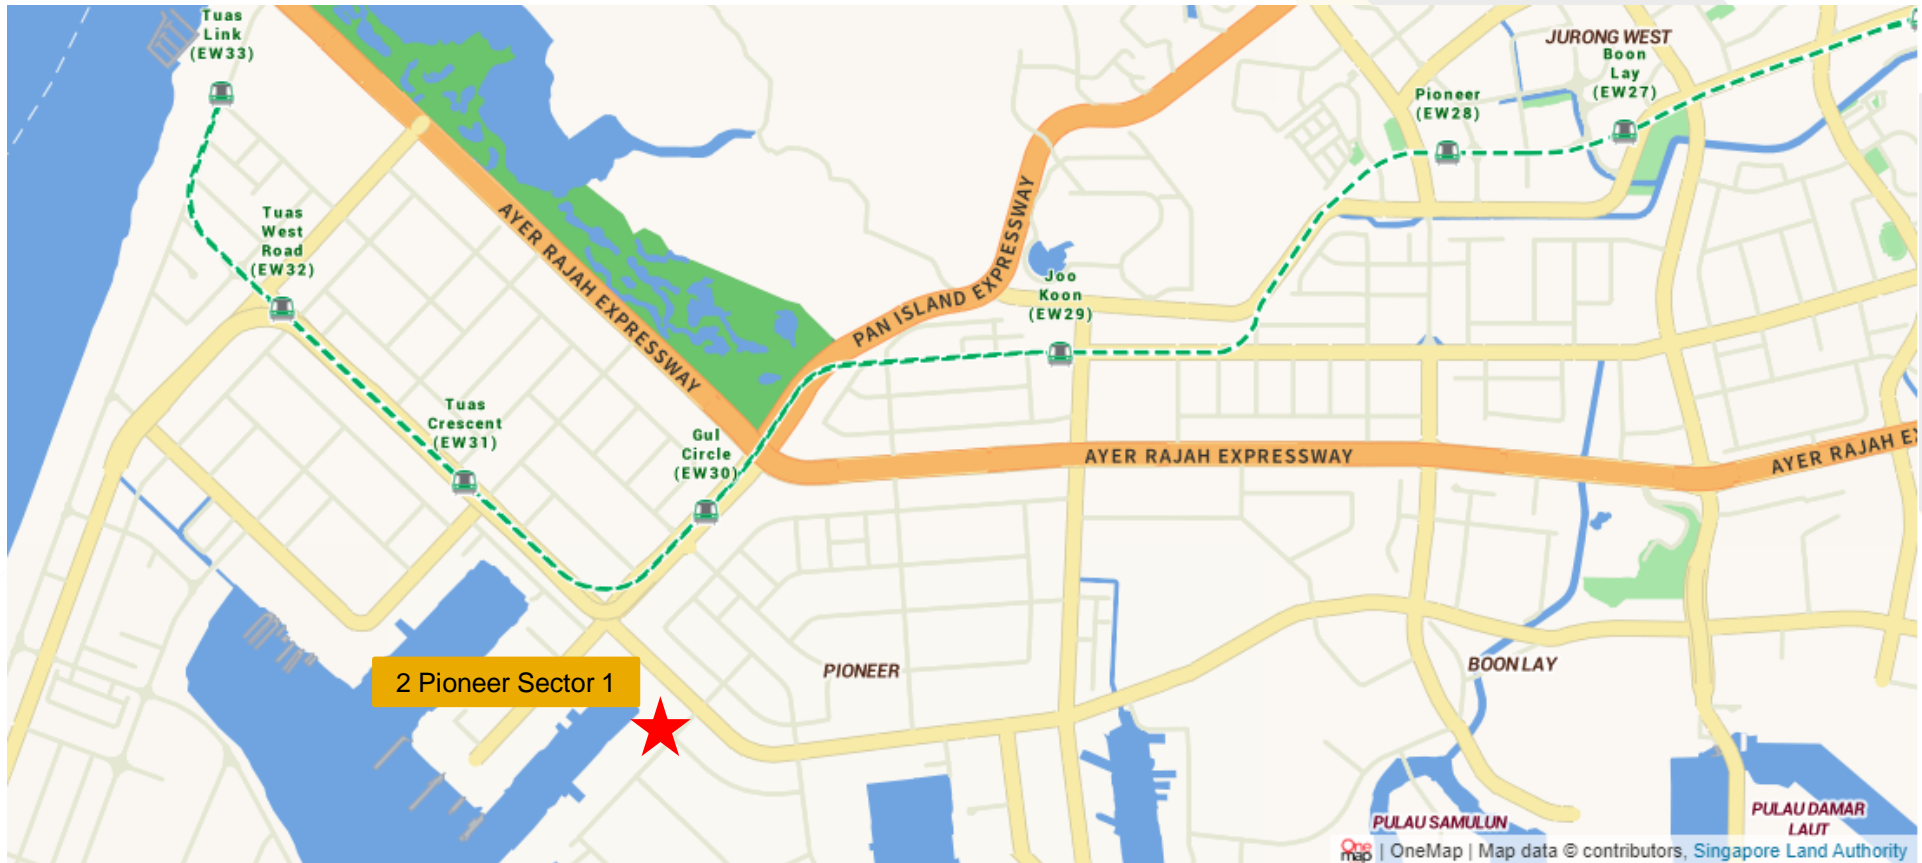 Tuas
Link
(EW33)
JURONG WEST
Boon
Lay
(EW27)
Pioneer
(EW28)
Tuas
West
Road
(EW32)
AYER RAJAH EXPRESSWAY
PAN ISLAND EXPRESSWAY
Joo
Koon
(EW29)
Tuas
Crescent
(EW31)
Gul
Circle
(EW30)
AYER RAJAH EXPRESSWAY
AYER RAJAH EX
2 Pioneer Sector 1
PIONEER
BOON LAY
PULAU SAMULUN
PULAU DAMAR
LAUT
One map | OneMap | Map data © contributors, Singapore Land Authority